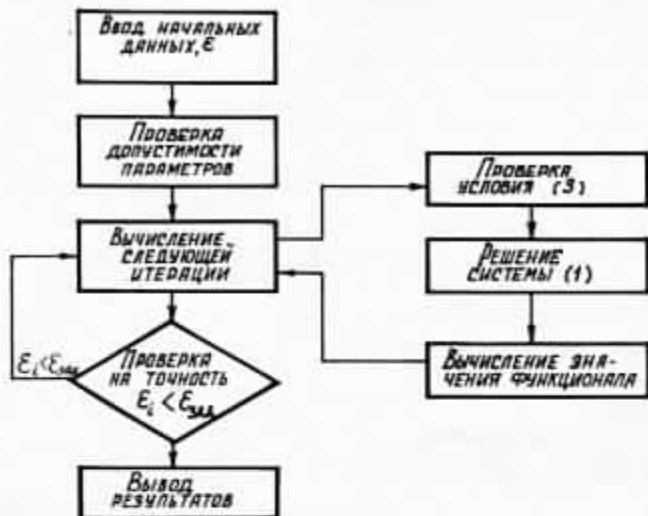 Ввод начальных
данных, ε
Проверка
допустимости
параметров
Вычисление
следующей
итерации
εi < εзад
Проверка
на точность
εi < εзад
Вывод
результатов
Проверка
условия (3)
Решение
системы (1)
Вычисление зна-
чения функционала